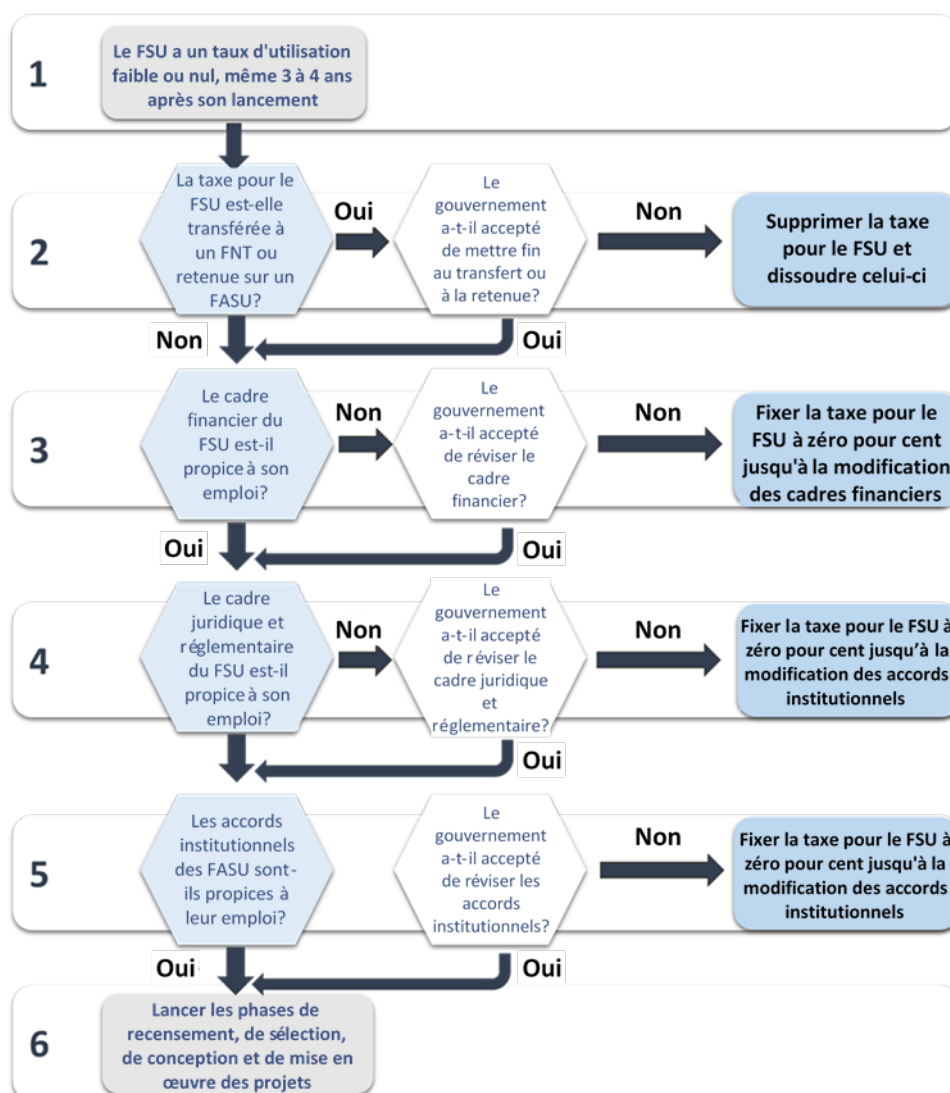 1
Le FSU a un taux d'utilisation
faible ou nul, même 3 à 4 ans
après son lancement
2
La taxe pour le
FSU est-elle
transférée à
un FNT ou
retenue sur un
FASU?
Oui
Le
gouvernement
a-t-il accepté
de mettre fin
au transfert ou
à la retenue?
Non
Supprimer la taxe
pour le FSU et
dissoudre celui-ci
Non
Oui
3
Le cadre
financier du
FSU est-il
propice à son
emploi?
Non
Le
gouvernement
a-t-il accepté
de réviser le
cadre
financier?
Non
Fixer la taxe pour le
FSU à zéro pour cent
jusqu'à la modification
des cadres financiers
Oui
Oui
4
Le cadre
juridique et
réglementaire
du FSU est-il
propice à son
emploi?
Non
Le
gouvernement
a-t-il accepté
de réviser le
cadre juridique
et
réglementaire?
Non
Fixer la taxe pour le FSU à
zéro pour cent jusqu’à la
modification des accords
institutionnels
Oui
5
Les accords
institutionnels
des FASU sont-
ils propices à
leur emploi?
Le
gouvernement
a-t-il accepté
de réviser les
accords
institutionnels?
Non
Fixer la taxe pour le FSU à
zéro pour cent jusqu'à la
modification des accords
institutionnels
Oui
Oui
6
Lancer les phases de
recensement, de sélection,
de conception et de mise en
œuvre des projets